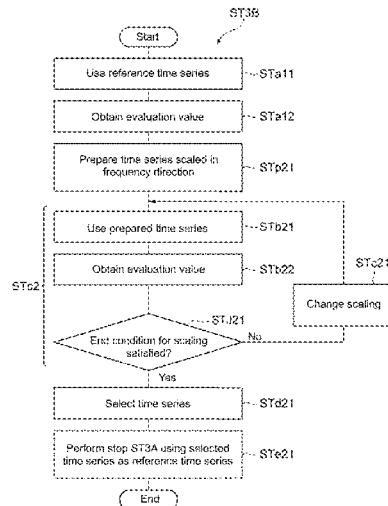 ST3B
Start
Use reference time series
STa11
Obtain evaluation value
STa12
Prepare time series scaled in
frequency direction
STp21
Use prepared time series
STb21
Obtain evaluation value
STb22
STc2
STc21
Change scaling
STJ21
End condition for scaling
satisfied?
No
Yes
Select time series
STd21
Perform step ST3A using selected
time series as reference time series
STe21
End